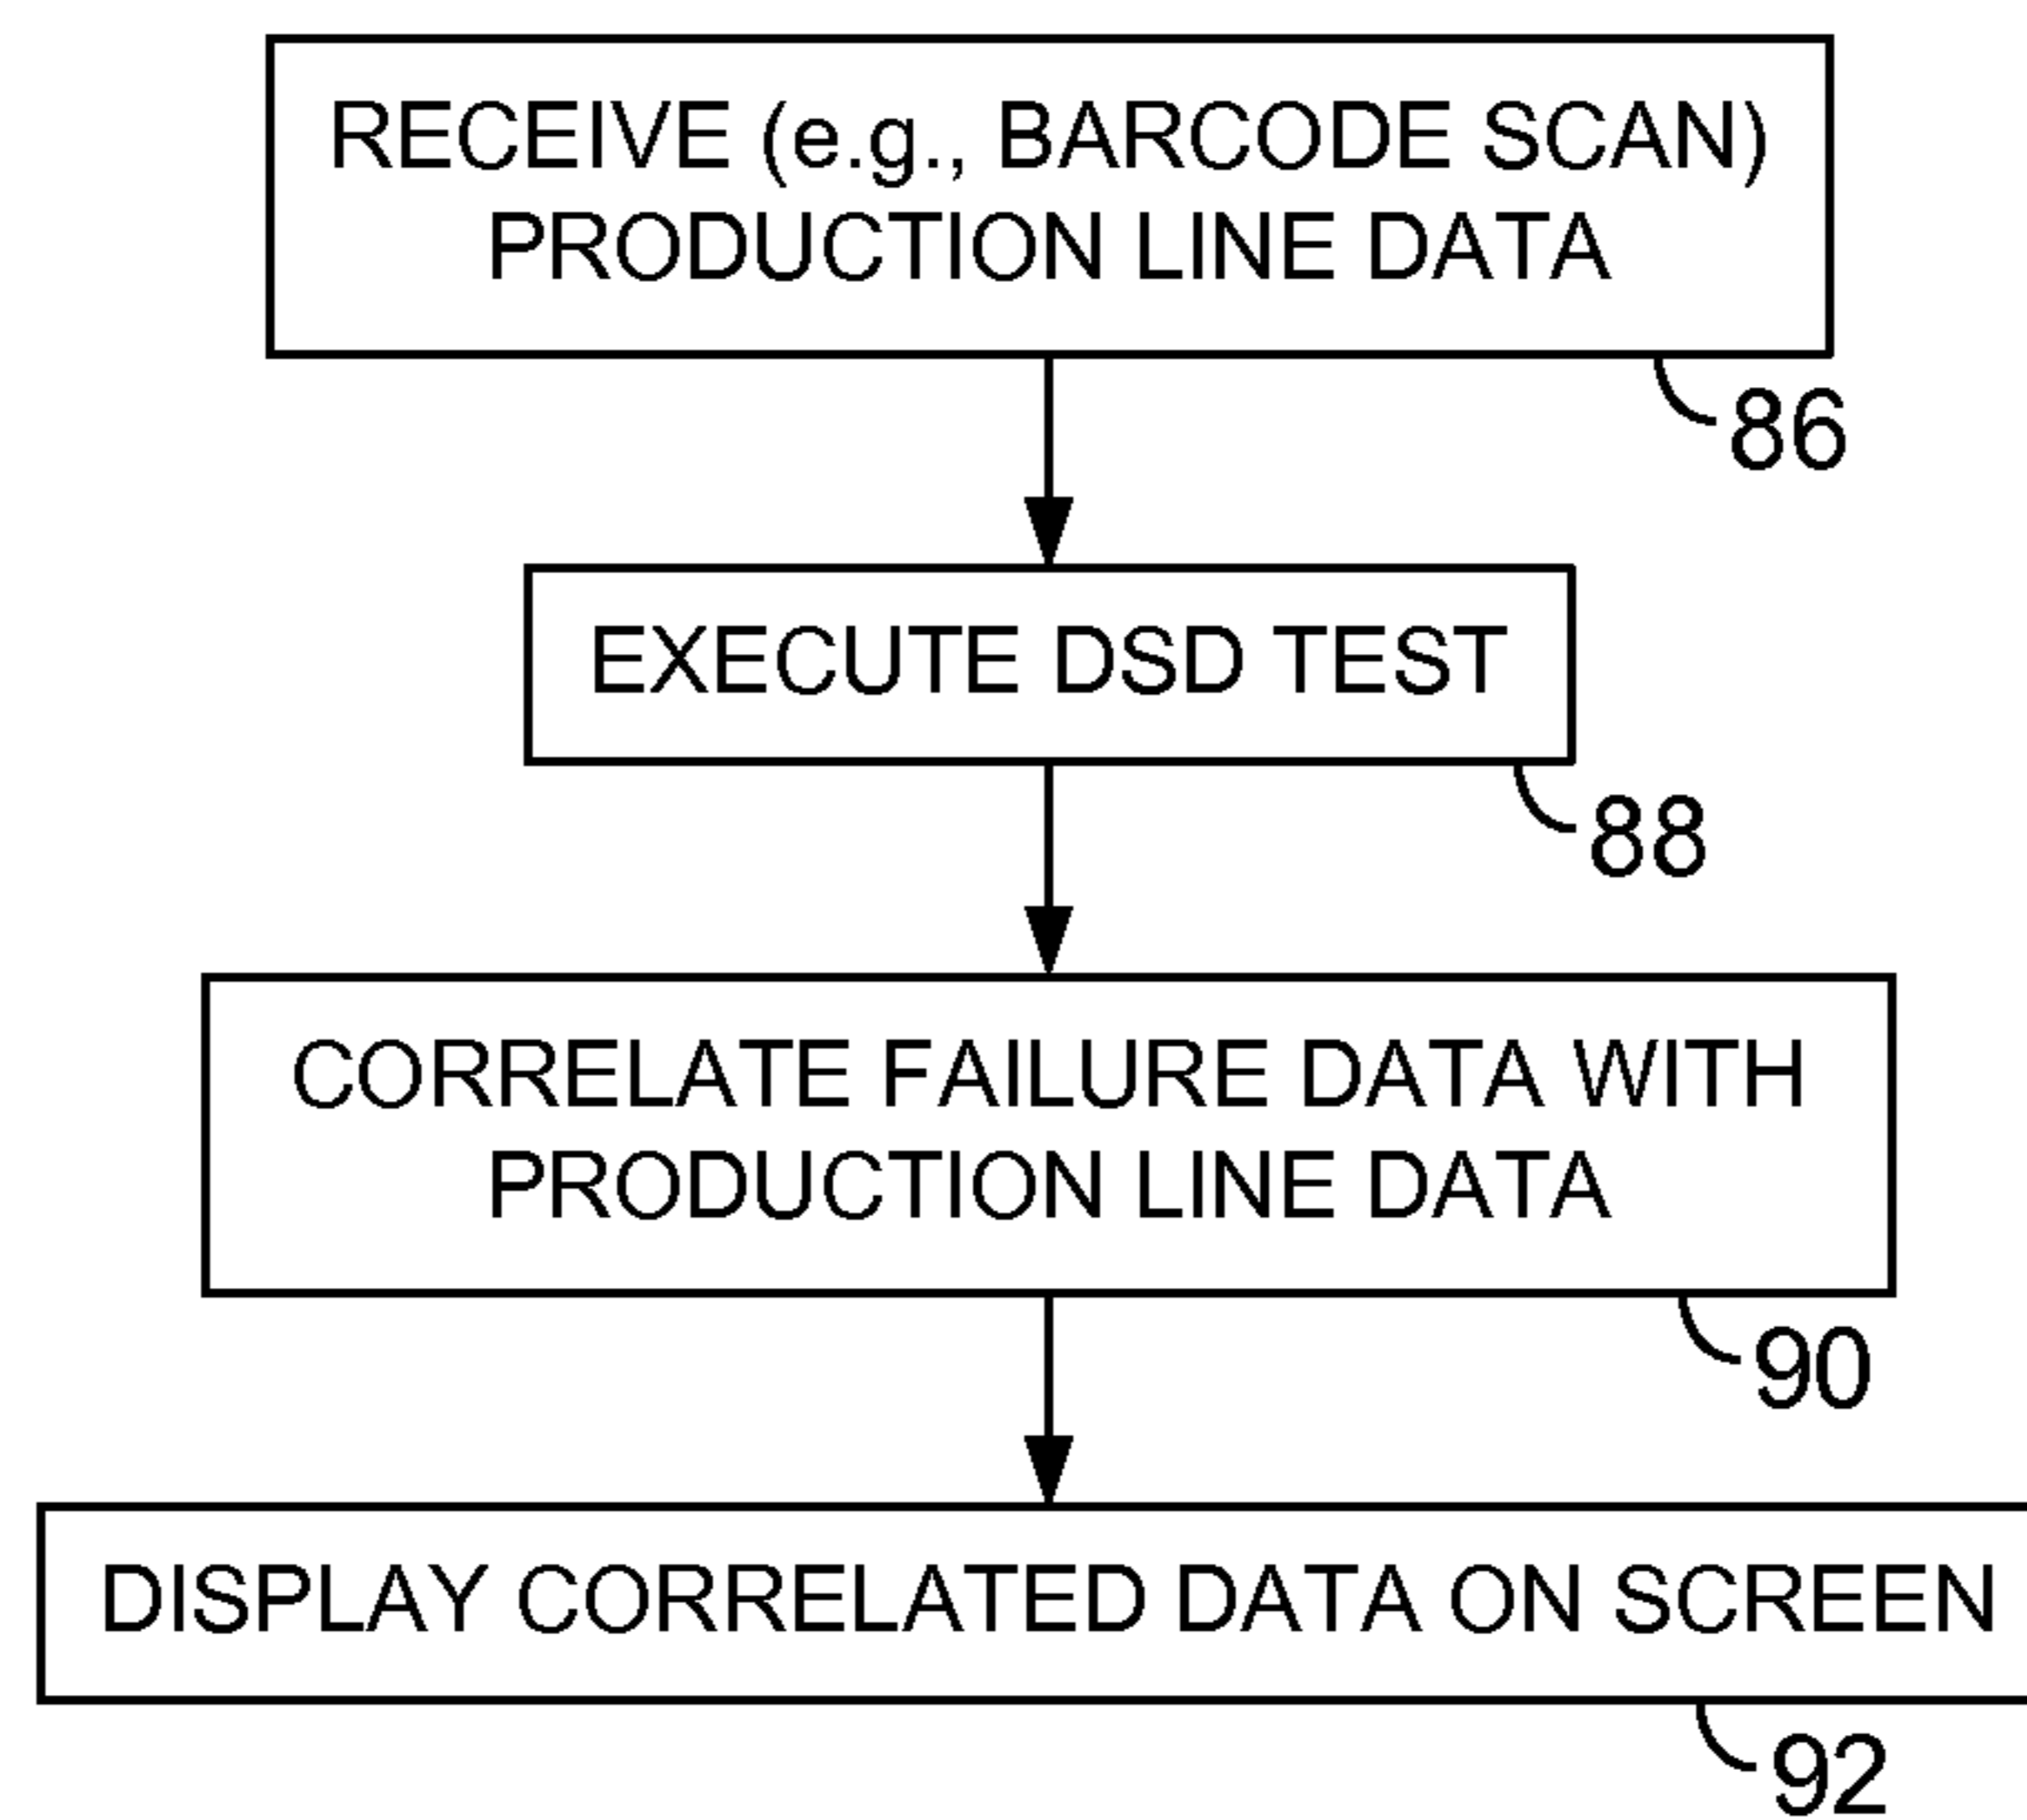 RECEIVE (e.g., BARCODE SCAN)
PRODUCTION LINE DATA
86
EXECUTE DSD TEST
88
CORRELATE FAILURE DATA WITH
PRODUCTION LINE DATA
90
DISPLAY CORRELATED DATA ON SCREEN
92